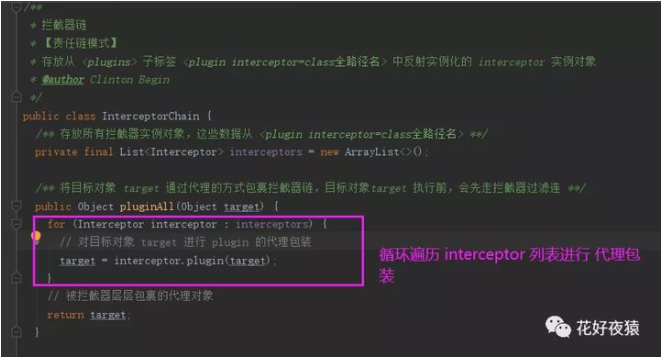 /**
* 拦截器链
* 【责任链模式】
* 存放从 <plugins> 子标签 <plugin interceptor=class全路径名> 中反射实例化的 interceptor 实例对象
* @author Clinton Begin
*/
public class InterceptorChain {
/** 存放所有拦截器实例对象，这些数据从 <plugin interceptor=class全路径名> **/
private final List<Interceptor> interceptors = new ArrayList<>();
/** 将目标对象 target 通过代理的方式包裹拦截器链，目标对象target 执行前，会先走拦截器过滤连 **/
public Object pluginAll(Object target) {
for (Interceptor interceptor : interceptors) {
// 对目标对象 target 进行 plugin 的代理包装
target = interceptor.plugin(target);
}
循环遍历 interceptor 列表进行 代理包
装
// 被拦截器层层包裹的代理对象
return target;
}
花好夜猿